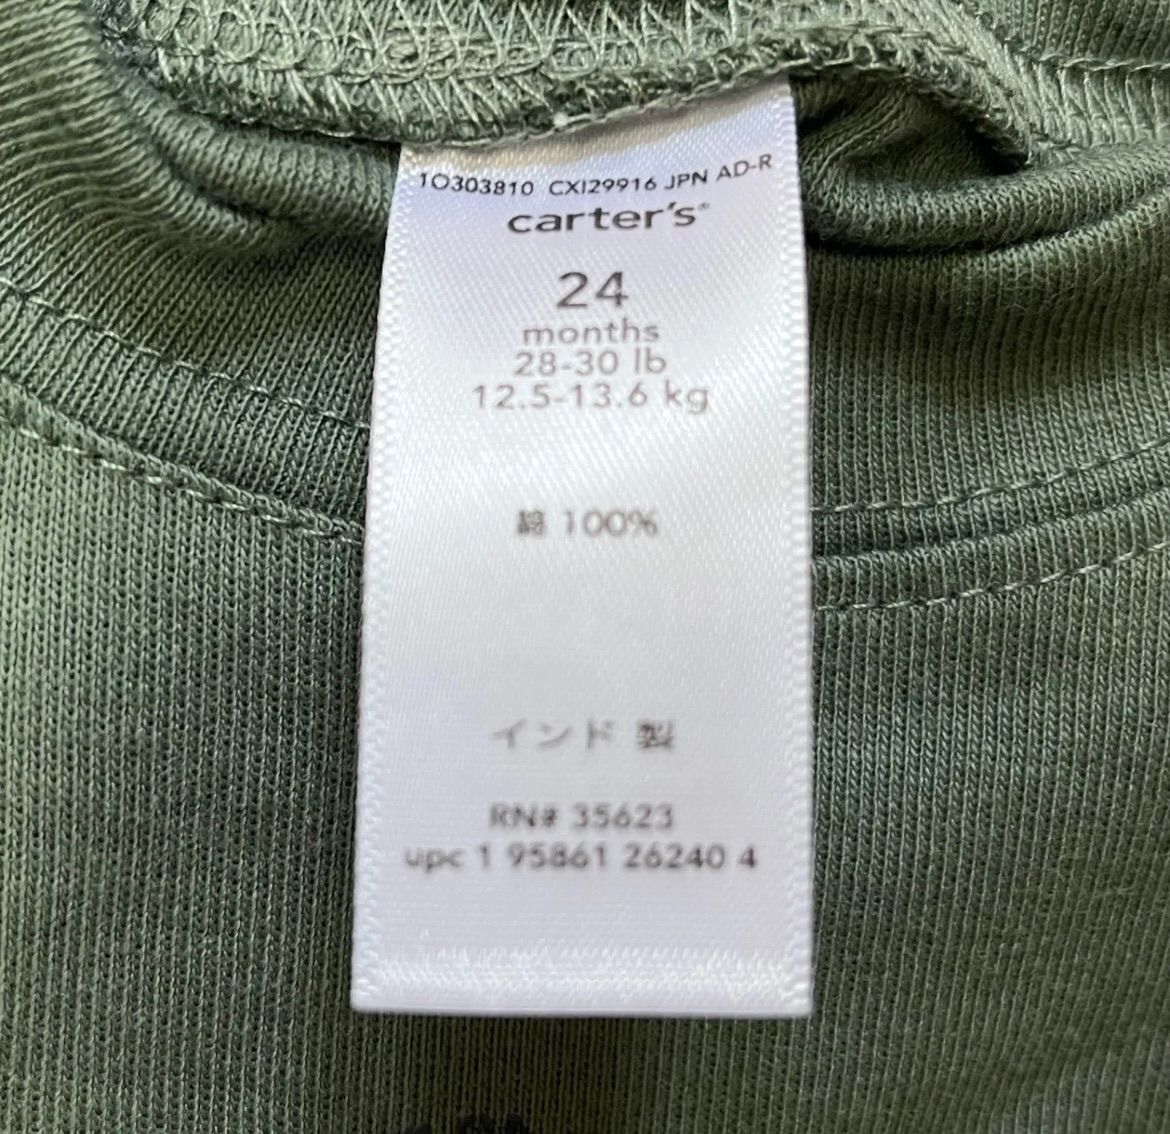 1O303810 CXI29916 JPN AD-R
carter's®
24
months
28-30 lb
12.5-13.6 kg
綿 100%
インド 製
RN# 35623
upc 1 95861 26240 4